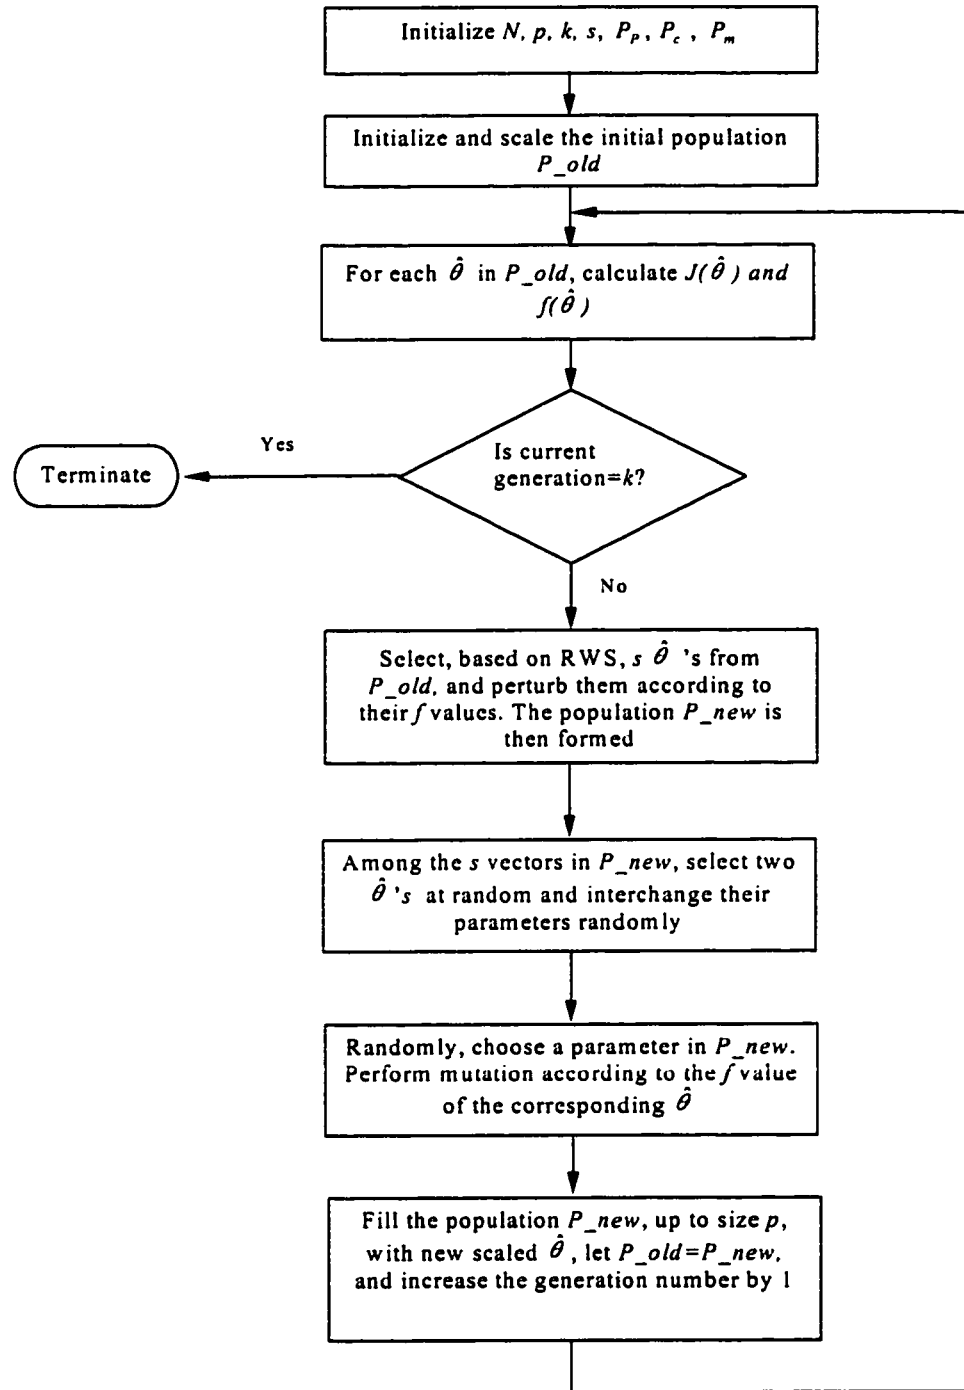 Initialize N, p, k, s, P_P, P_c, P_m
Initialize and scale the initial population
P_old
For each θ̂ in P_old, calculate J(θ̂) and
f(θ̂)
Is current
generation=k?
Yes
Terminate
No
Select, based on RWS, s θ̂ 's from
P_old, and perturb them according to
their f values. The population P_new is
then formed
Among the s vectors in P_new, select two
θ̂ 's at random and interchange their
parameters randomly
Randomly, choose a parameter in P_new.
Perform mutation according to the f value
of the corresponding θ̂
Fill the population P_new, up to size p,
with new scaled θ̂, let P_old=P_new,
and increase the generation number by 1